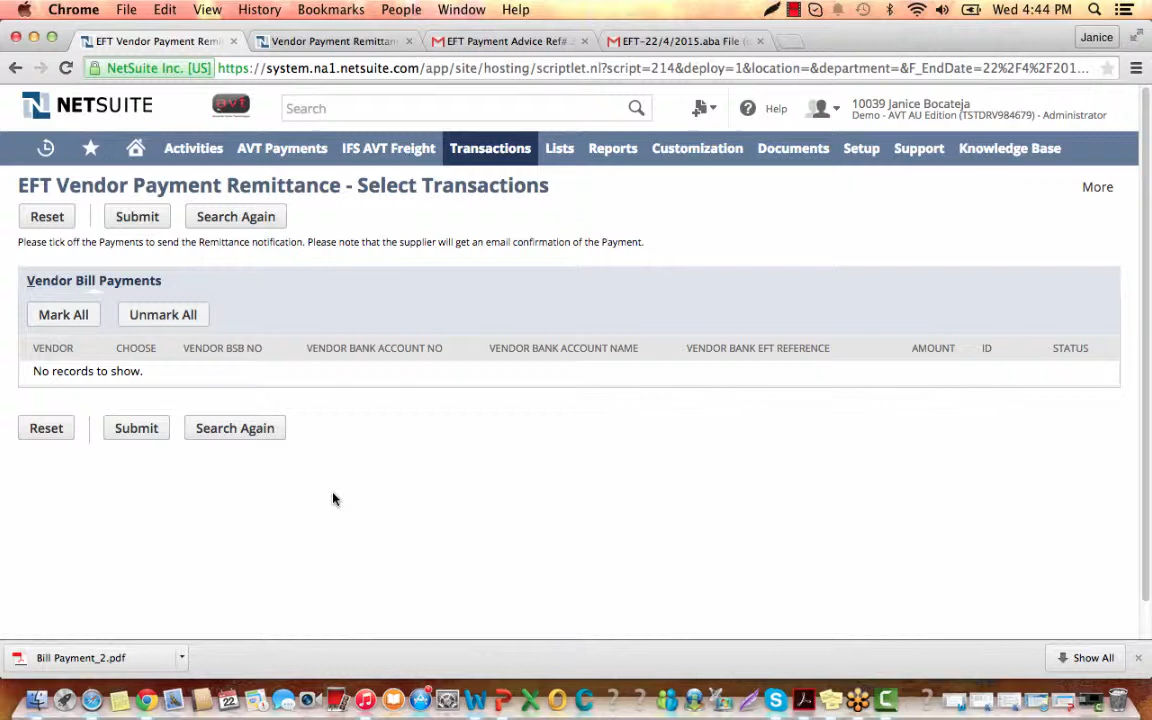 Chrome File Edit View History Bookmarks People Window Help Wed 4:44 PM
EFT Vendor Payment Remi × Vendor Payment Remittan × EFT Payment Advice Ref# × EFT-22/4/2015.aba File ( × Janice
NetSuite Inc. [US] https://system.na1.netsuite.com/app/site/hosting/scriptlet.nl?script=214&deploy=1&location=&department=&F_EndDate=22%2F4%2F201...
NETSUITE avt Search Help 10039 Janice Bocateja
Demo - AVT AU Edition (TSTDRV984679) - Administrator
Activities AVT Payments IFS AVT Freight Transactions Lists Reports Customization Documents Setup Support Knowledge Base
EFT Vendor Payment Remittance - Select Transactions More
Reset Submit Search Again
Please tick off the Payments to send the Remittance notification. Please note that the supplier will get an email confirmation of the Payment.
Vendor Bill Payments
Mark All Unmark All
VENDOR CHOOSE VENDOR BSB NO VENDOR BANK ACCOUNT NO VENDOR BANK ACCOUNT NAME VENDOR BANK EFT REFERENCE AMOUNT ID STATUS
No records to show.
Reset Submit Search Again
Bill Payment_2.pdf Show All ×